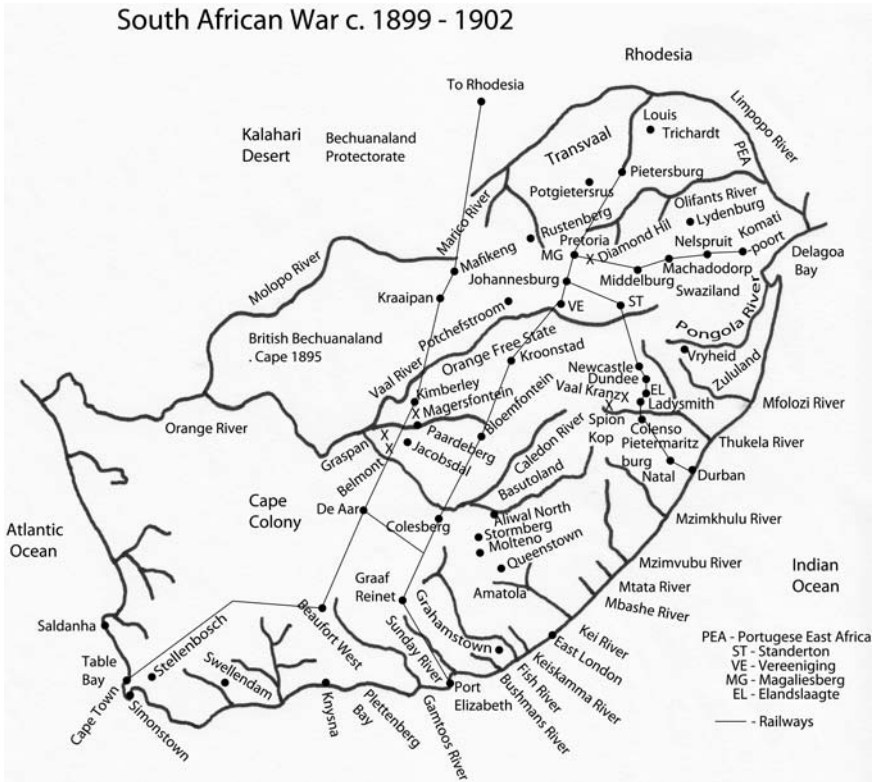 South African War c. 1899 - 1902
Rhodesia
To Rhodesia
Kalahari
Desert
Bechuanaland
Protectorate
Transvaal
Louis
Trichardt
Limpopo River
PEA
Pietersburg
Potgietersrus
Olifants River
Lydenburg
Marico River
Rustenberg
Pretoria
MG
X Diamond Hil
Nelspruit
Komati
poort
Delagoa
Bay
Molopo River
Mafikeng
Johannesburg
Middelburg
Machadodorp
Swaziland
Kraaipan
Potchefstroom
VE
ST
Pongola River
British Bechuanaland
. Cape 1895
Vaal River
Orange Free State
Kroonstad
Vryheid
Zululand
Newcastle
Dundee
EL
Vaal Kranz X
Ladysmith
Mfolozi River
Kimberley
X Magersfontein
Bloemfontein
X
Spion
Kop
Colenso
Thukela River
Orange River
X
X
Graspan
Belmont
Paardeberg
Jacobsdal
Caledon River
Basutoland
Pietermaritz
burg
Natal
Durban
Cape
Colony
De Aar
Colesberg
Aliwal North
Stormberg
Molteno
Queenstown
Mzimkhulu River
Atlantic
Ocean
Indian
Ocean
Mzimvubu River
Mtata River
Mbashe River
Graaf
Reinet
Amatola
Grahamstown
Kei River
East London
Keiskamma River
Fish River
Bushmans River
Saldanha
Beaufort West
Sunday River
Table
Bay
Stellenbosch
Swellendam
Cape Town
Simonstown
Knysna
Plettenberg
Bay
Gamtoos River
Port
Elizabeth
PEA - Portugese East Africa
ST - Standerton
VE - Vereeniging
MG - Magaliesberg
EL - Elandslaagte
- Railways